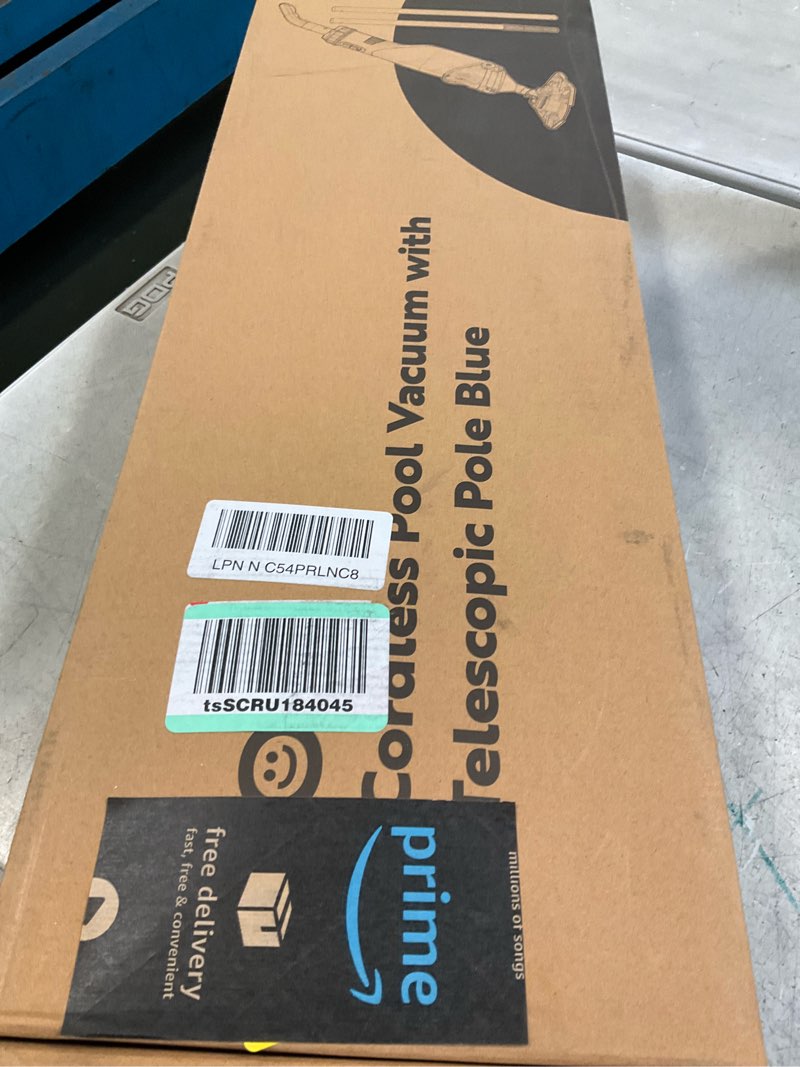 Cordless Pool Vacuum with
Telescopic Pole Blue
LPN N C54PRLNC8
tsSCRU184045
prime
free delivery
fast, free & convenient
millions of songs
PDG